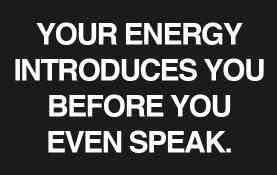 YOUR ENERGY
INTRODUCES YOU
BEFORE YOU
EVEN SPEAK.